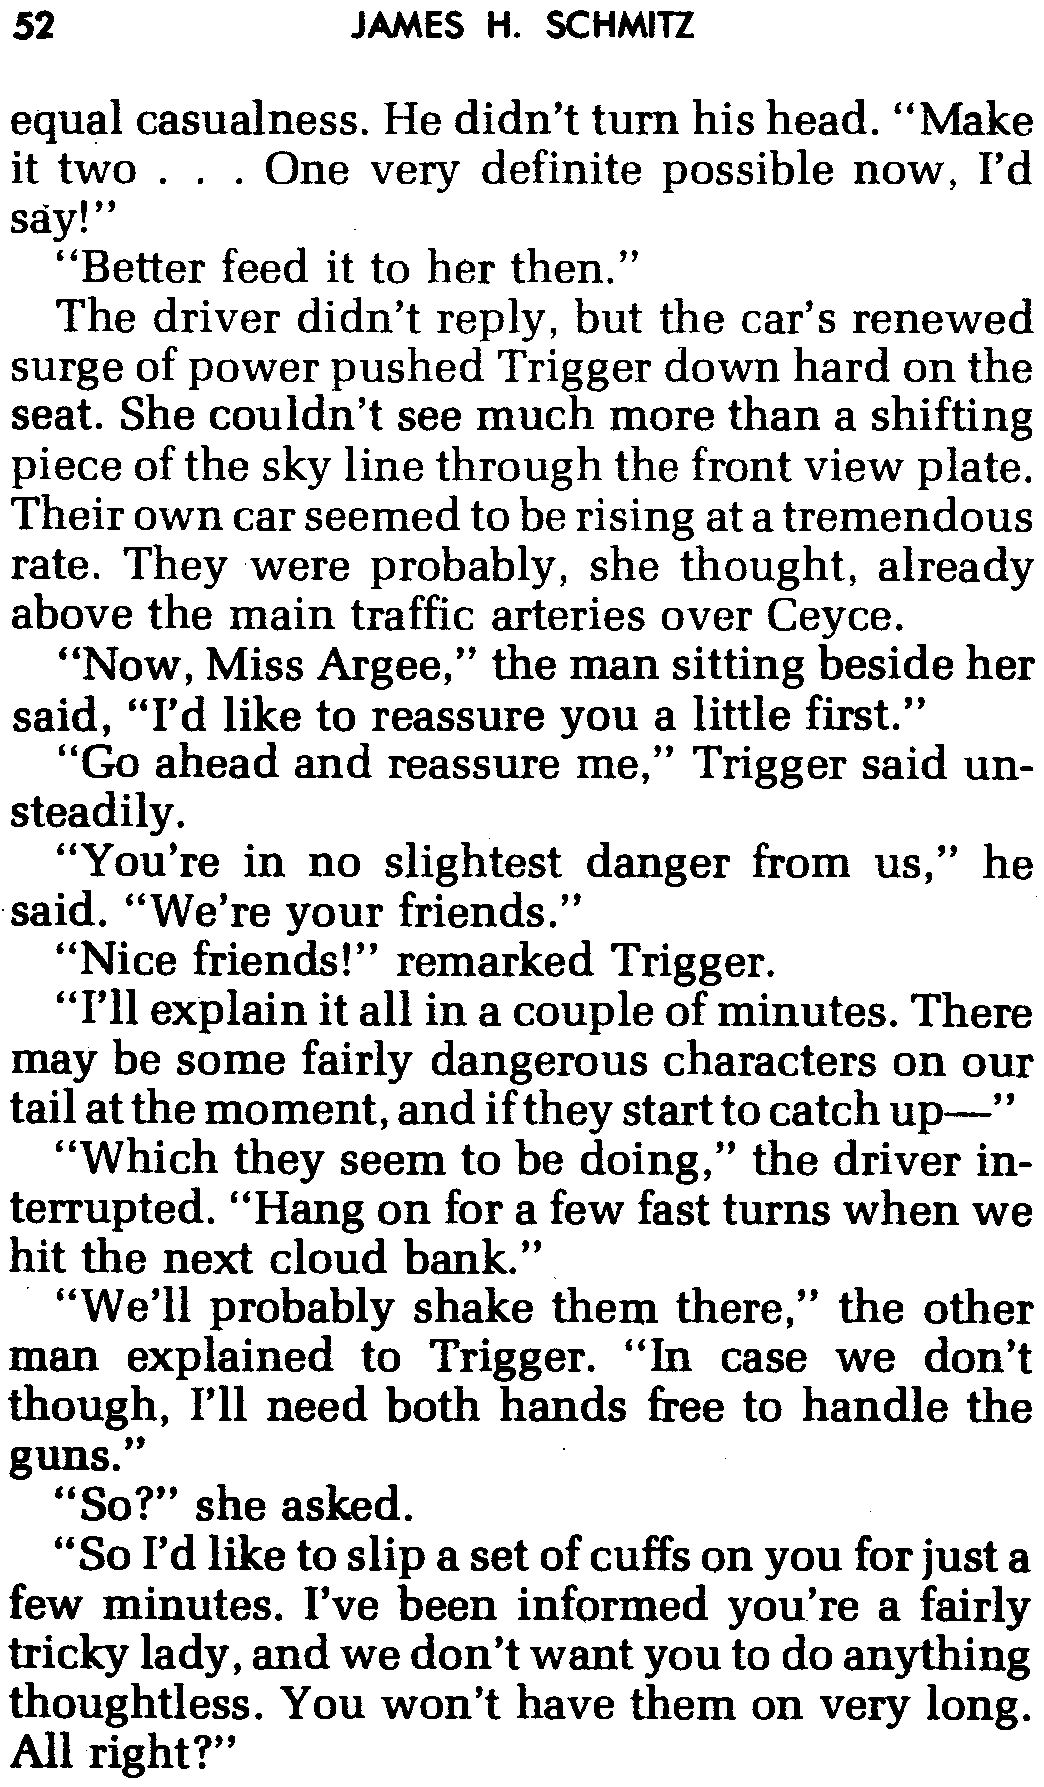 52 JAMES H. SCHMITZ
equal casualness. He didn't turn his head. "Make
it two . . . One very definite possible now, I'd
say!"
"Better feed it to her then."
The driver didn't reply, but the car's renewed
surge of power pushed Trigger down hard on the
seat. She couldn't see much more than a shifting
piece of the sky line through the front view plate.
Their own car seemed to be rising at a tremendous
rate. They were probably, she thought, already
above the main traffic arteries over Ceyce.
"Now, Miss Argee," the man sitting beside her
said, "I'd like to reassure you a little first."
"Go ahead and reassure me," Trigger said un-
steadily.
"You're in no slightest danger from us," he
said. "We're your friends."
"Nice friends!" remarked Trigger.
"I'll explain it all in a couple of minutes. There
may be some fairly dangerous characters on our
tail at the moment, and if they start to catch up—"
"Which they seem to be doing," the driver in-
terrupted. "Hang on for a few fast turns when we
hit the next cloud bank."
"We'll probably shake them there," the other
man explained to Trigger. "In case we don't
though, I'll need both hands free to handle the
guns."
"So?" she asked.
"So I'd like to slip a set of cuffs on you for just a
few minutes. I've been informed you're a fairly
tricky lady, and we don't want you to do anything
thoughtless. You won't have them on very long.
All right?"